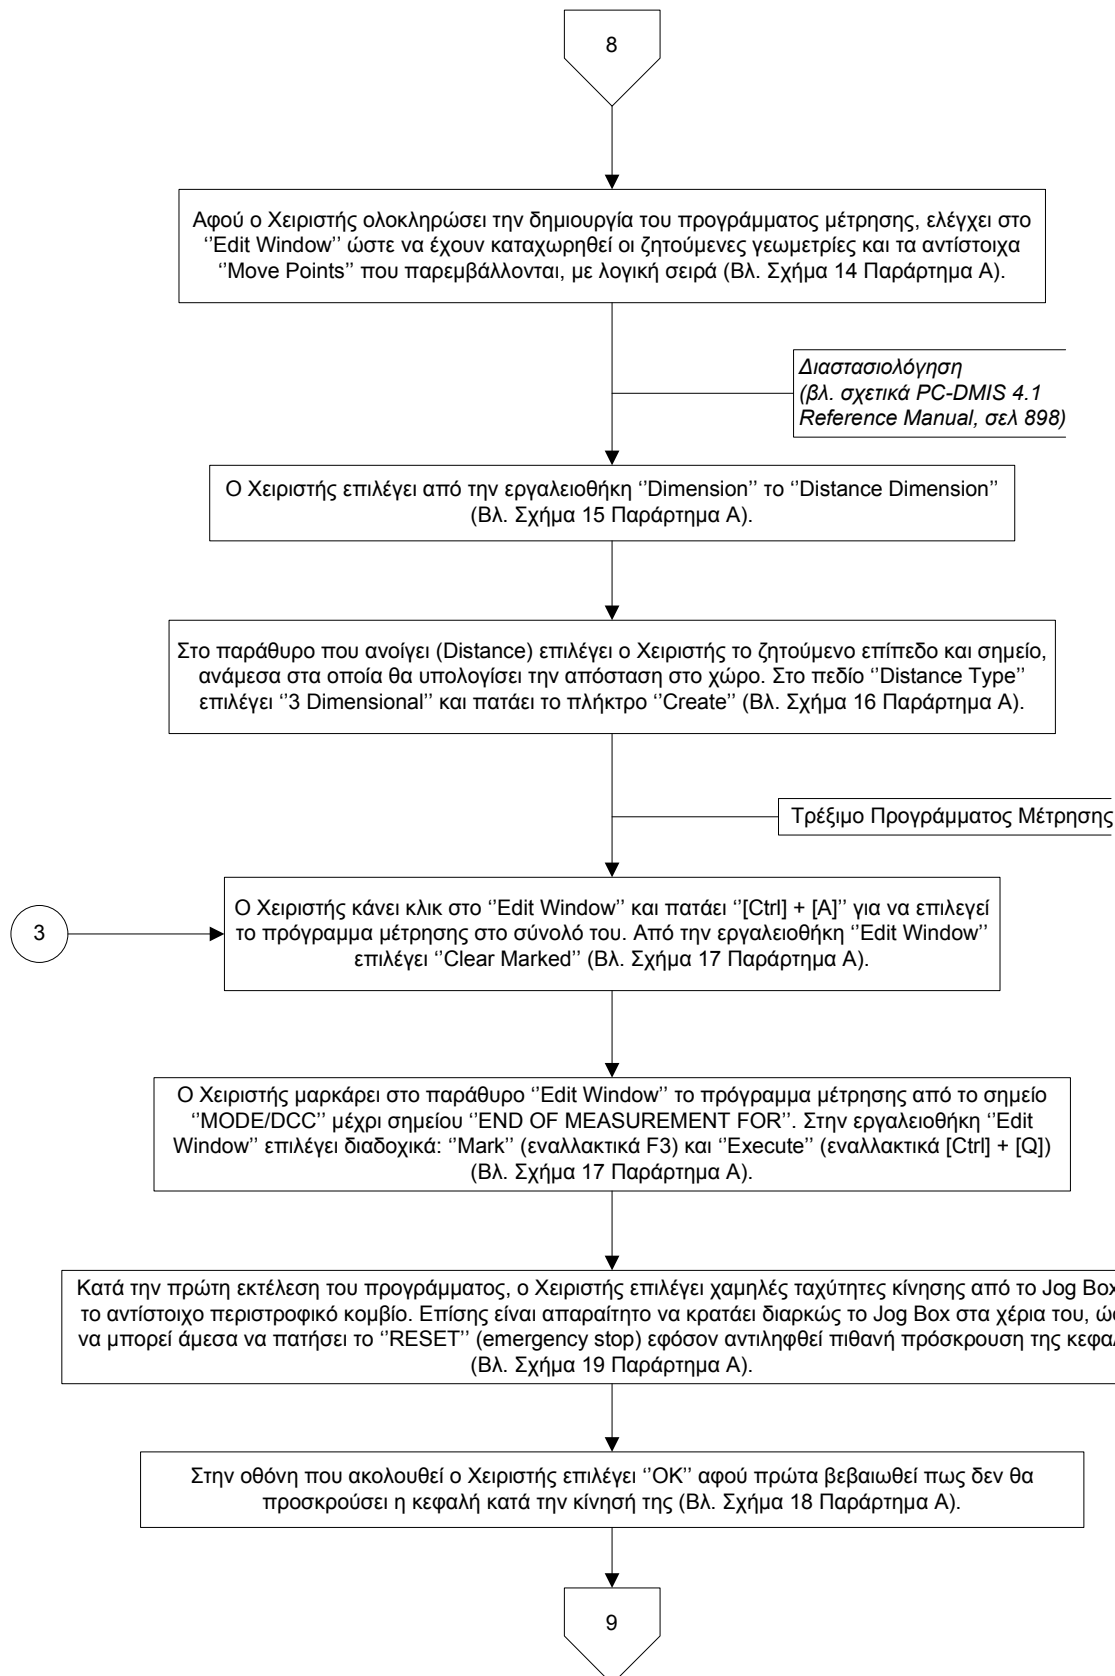 8
Αφού ο Χειριστής ολοκληρώσει την δημιουργία του προγράμματος μέτρησης, ελέγχει στο
‘’Edit Window’’ ώστε να έχουν καταχωρηθεί οι ζητούμενες γεωμετρίες και τα αντίστοιχα
‘’Move Points’’ που παρεμβάλλονται, με λογική σειρά (Βλ. Σχήμα 14 Παράρτημα Α).
Διαστασιολόγηση
(βλ. σχετικά PC-DMIS 4.1
Reference Manual, σελ 898)
Ο Χειριστής επιλέγει από την εργαλειοθήκη ‘’Dimension’’ το ‘’Distance Dimension’’
(Βλ. Σχήμα 15 Παράρτημα Α).
Στο παράθυρο που ανοίγει (Distance) επιλέγει ο Χειριστής το ζητούμενο επίπεδο και σημείο,
ανάμεσα στα οποία θα υπολογίσει την απόσταση στο χώρο. Στο πεδίο ‘’Distance Type’’
επιλέγει ‘’3 Dimensional’’ και πατάει το πλήκτρο ‘’Create’’ (Βλ. Σχήμα 16 Παράρτημα Α).
Τρέξιμο Προγράμματος Μέτρησης
3
Ο Χειριστής κάνει κλικ στο ‘’Edit Window’’ και πατάει ‘’[Ctrl] + [A]’’ για να επιλεγεί
το πρόγραμμα μέτρησης στο σύνολό του. Από την εργαλειοθήκη ‘’Edit Window’’
επιλέγει ‘’Clear Marked’’ (Βλ. Σχήμα 17 Παράρτημα Α).
Ο Χειριστής μαρκάρει στο παράθυρο ‘’Edit Window’’ το πρόγραμμα μέτρησης από το σημείο
‘’MODE/DCC’’ μέχρι σημείου ‘’END OF MEASUREMENT FOR’’. Στην εργαλειοθήκη ‘’Edit
Window’’ επιλέγει διαδοχικά: ‘’Mark’’ (εναλλακτικά F3) και ‘’Execute’’ (εναλλακτικά [Ctrl] + [Q])
(Βλ. Σχήμα 17 Παράρτημα Α).
Κατά την πρώτη εκτέλεση του προγράμματος, ο Χειριστής επιλέγει χαμηλές ταχύτητες κίνησης από το Jog Box
το αντίστοιχο περιστροφικό κομβίο. Επίσης είναι απαραίτητο να κρατάει διαρκώς το Jog Box στα χέρια του,
να μπορεί άμεσα να πατήσει το ‘’RESET’’ (emergency stop) εφόσον αντιληφθεί πιθανή πρόσκρουση της
(Βλ. Σχήμα 19 Παράρτημα Α).
Στην οθόνη που ακολουθεί ο Χειριστής επιλέγει ‘’OK’’ αφού πρώτα βεβαιωθεί πως δεν θα
προσκρούσει η κεφαλή κατά την κίνησή της (Βλ. Σχήμα 18 Παράρτημα Α).
9